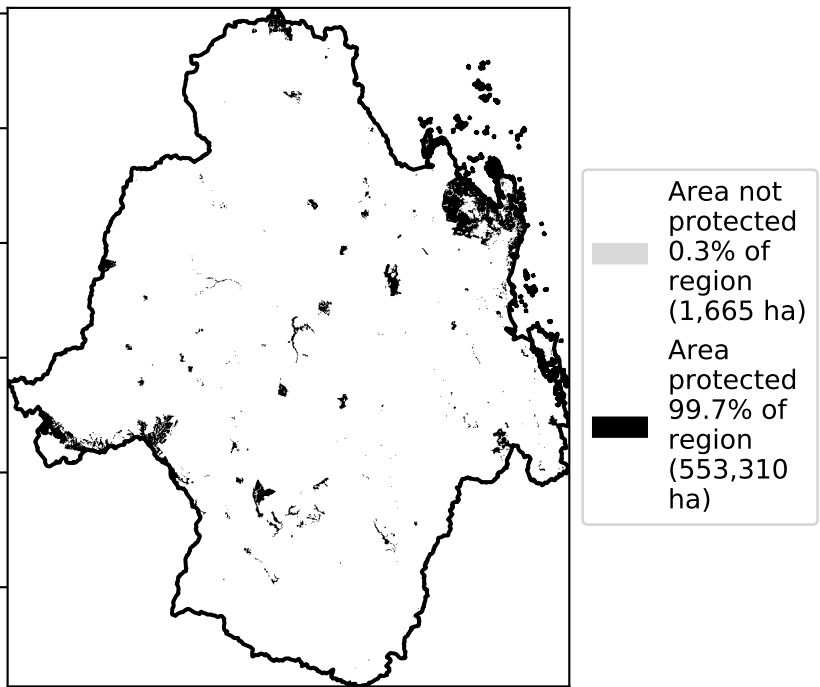 Area not
protected
0.3% of
region
(1,665 ha)
Area
protected
99.7% of
region
(553,310
ha)